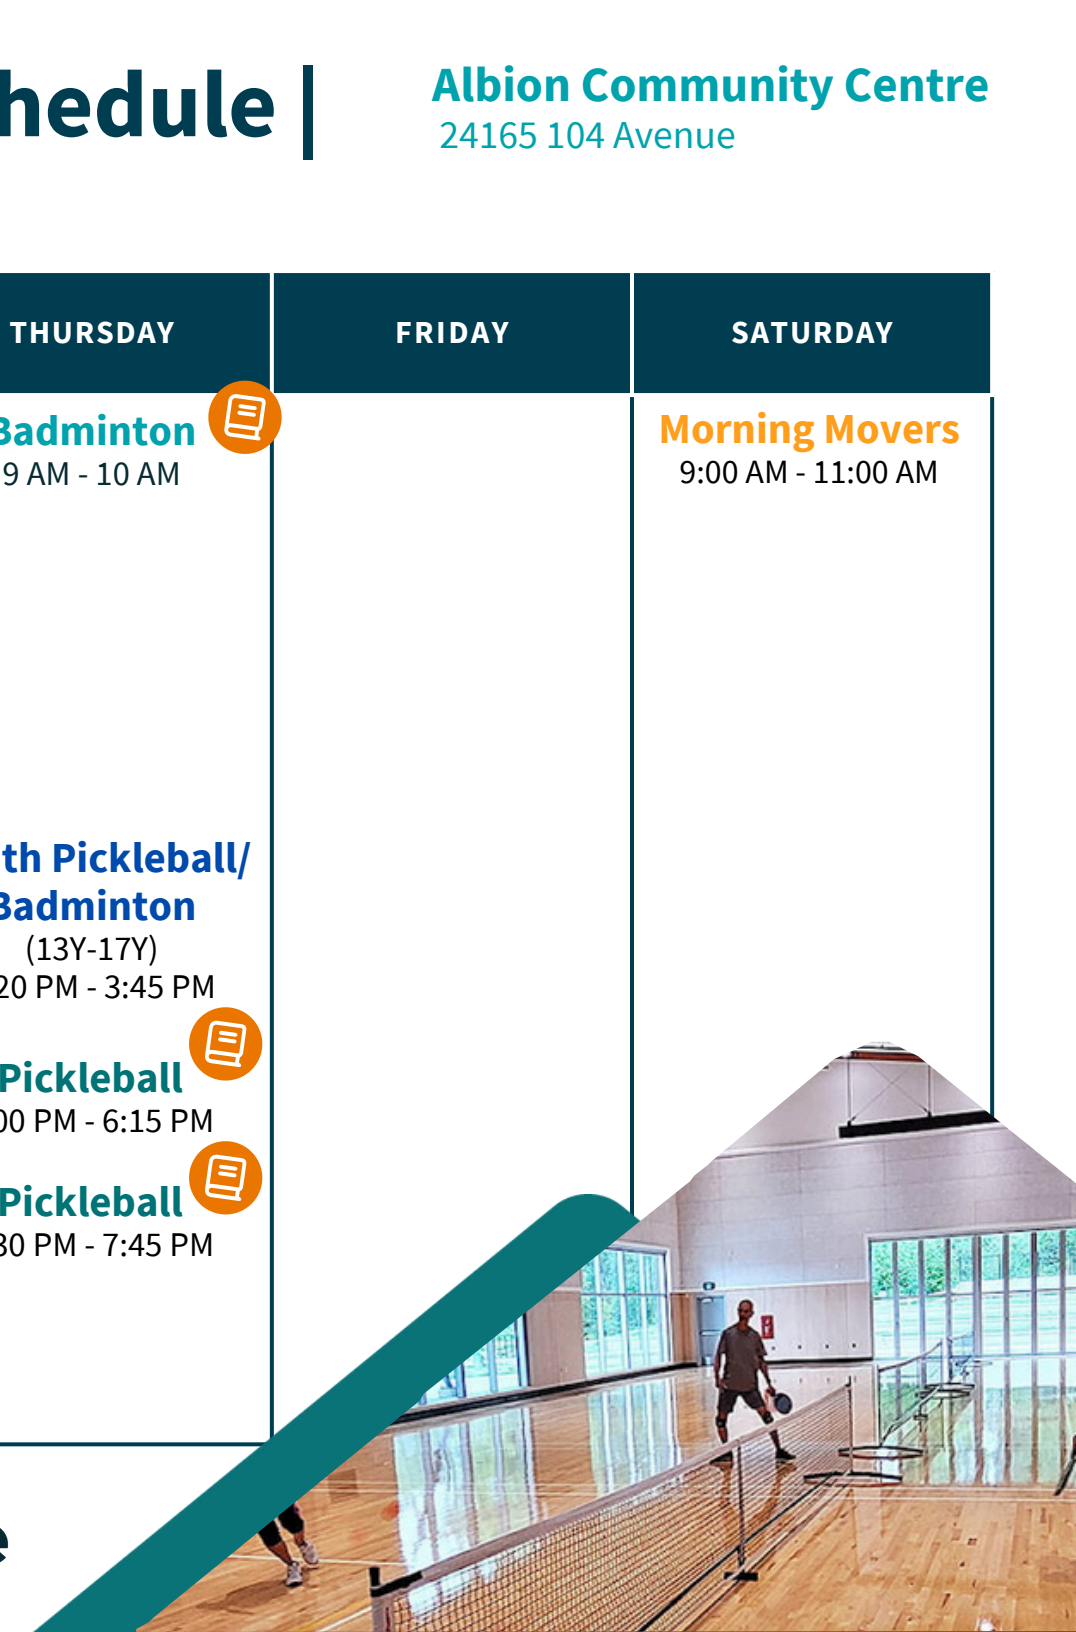 hedule |
Albion Community Centre
24165 104 Avenue
THURSDAY
FRIDAY
SATURDAY
Badminton
9 AM - 10 AM
th Pickleball/
Badminton
(13Y-17Y)
20 PM - 3:45 PM
Pickleball
00 PM - 6:15 PM
Pickleball
30 PM - 7:45 PM
Morning Movers
9:00 AM - 11:00 AM
e